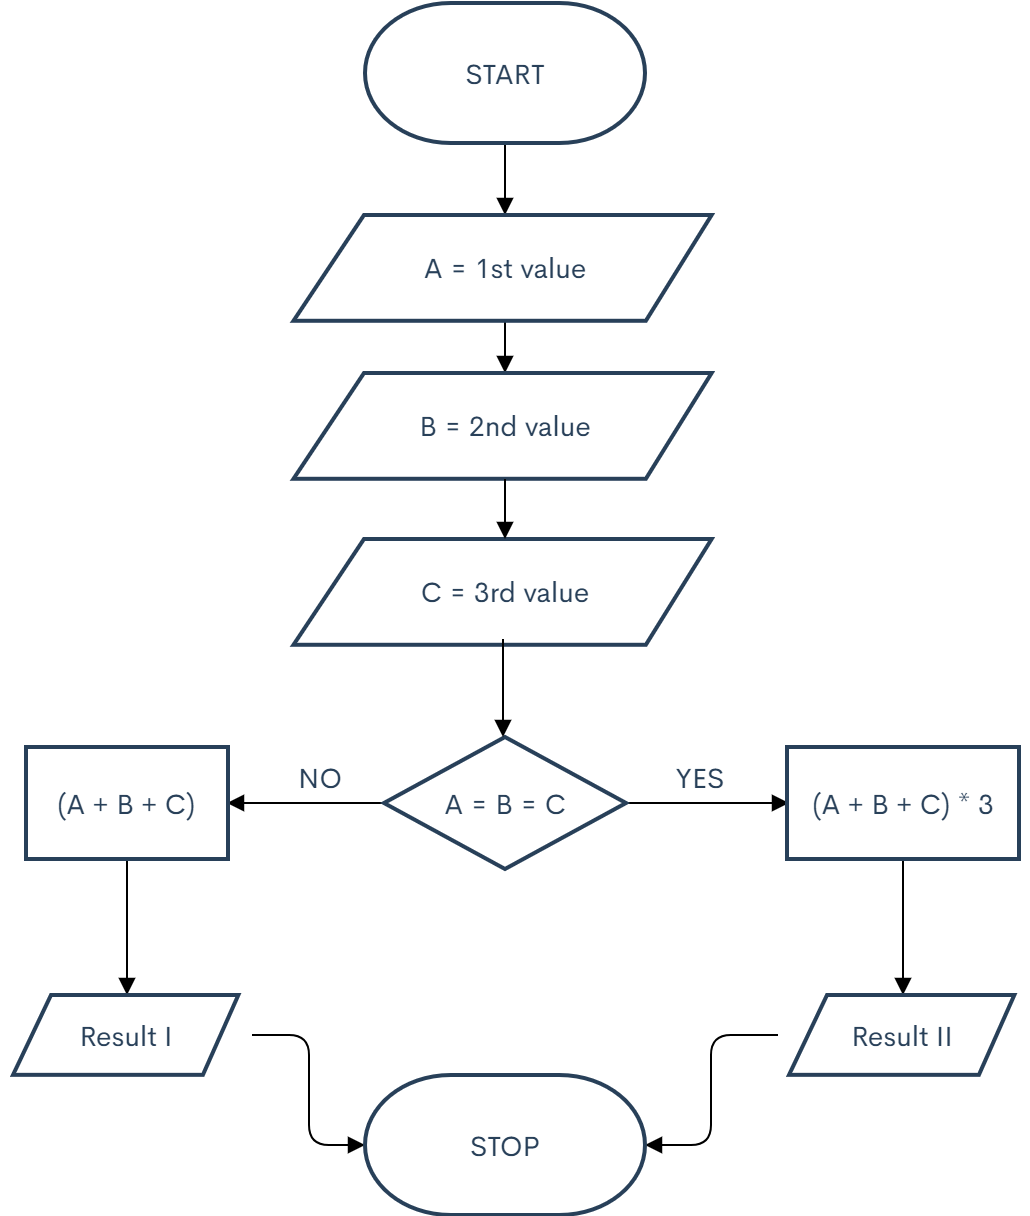 START
A = 1st value
B = 2nd value
C = 3rd value
NO
YES
(A + B + C)
A = B = C
(A + B + C) * 3
Result I
Result II
STOP